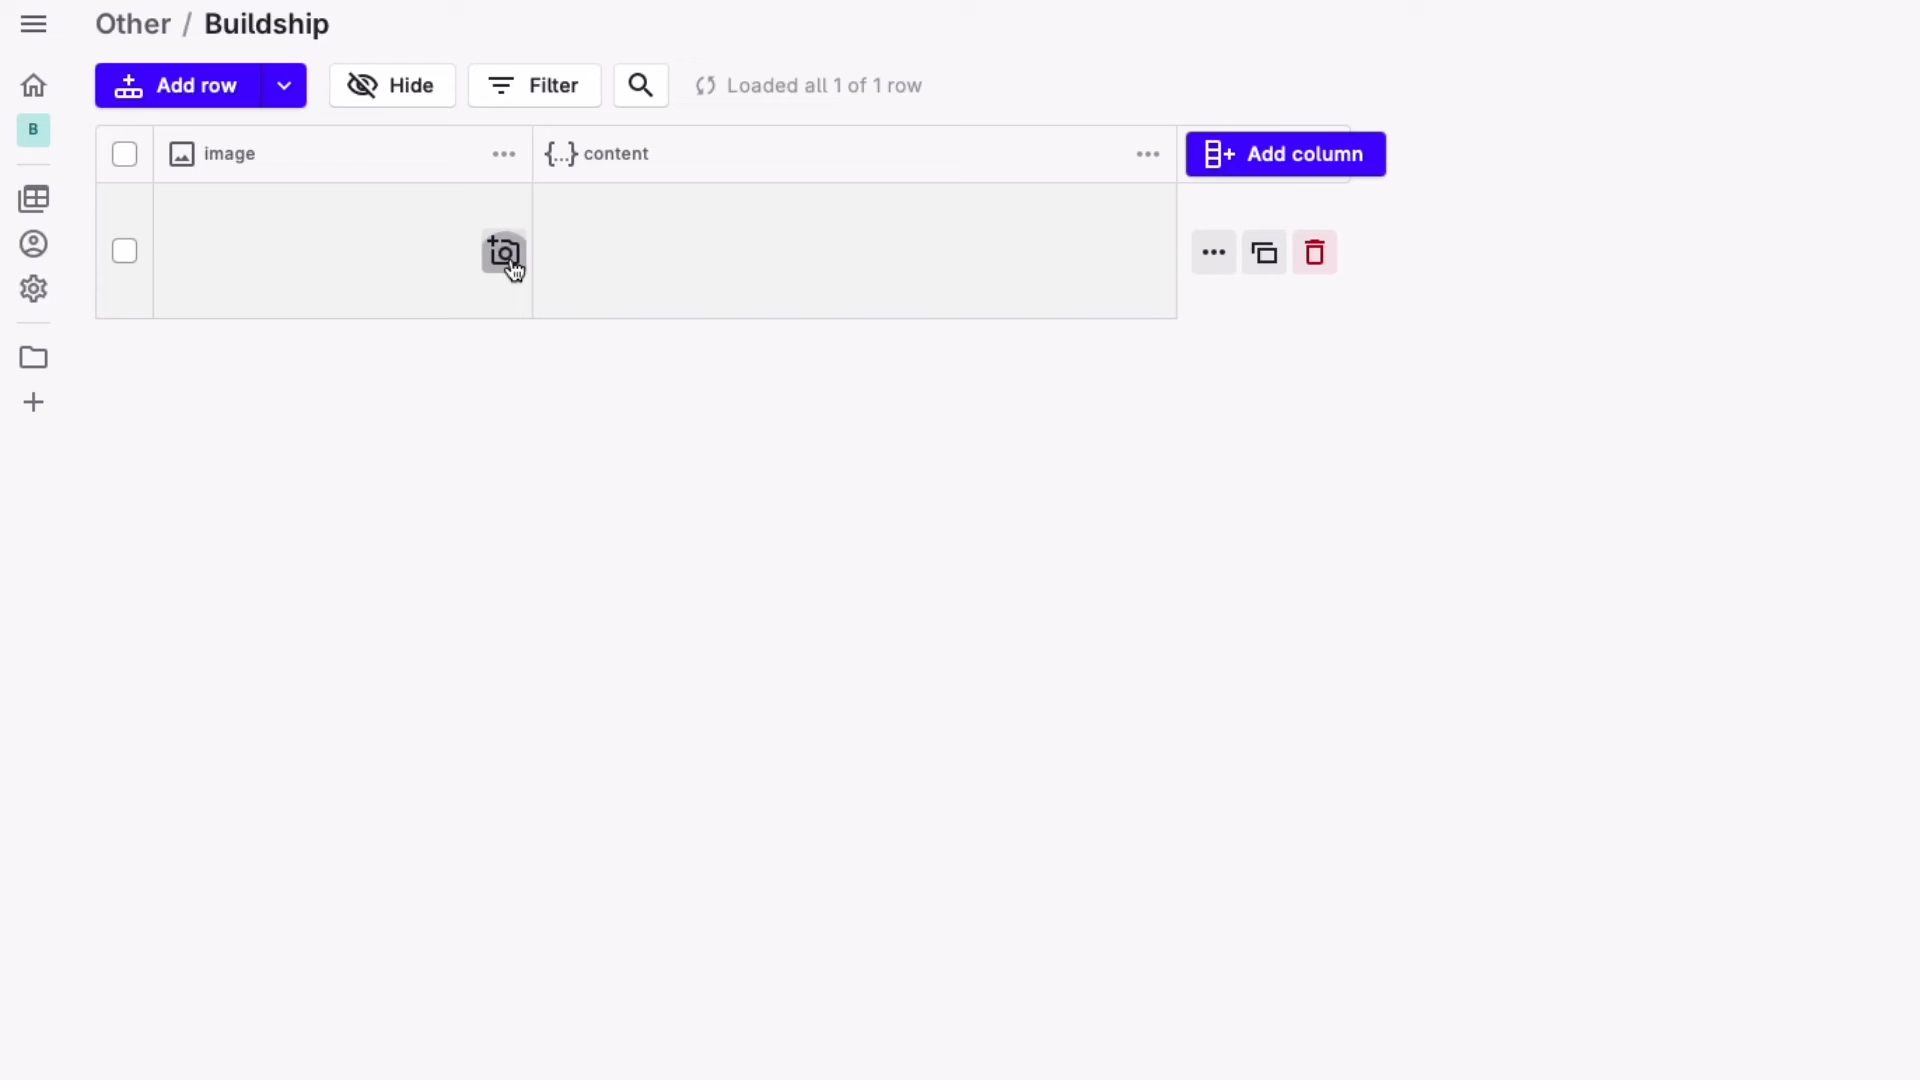 Other / Buildship
Add row
Hide
Filter
Loaded all 1 of 1 row
B
image
{...} content
Add column